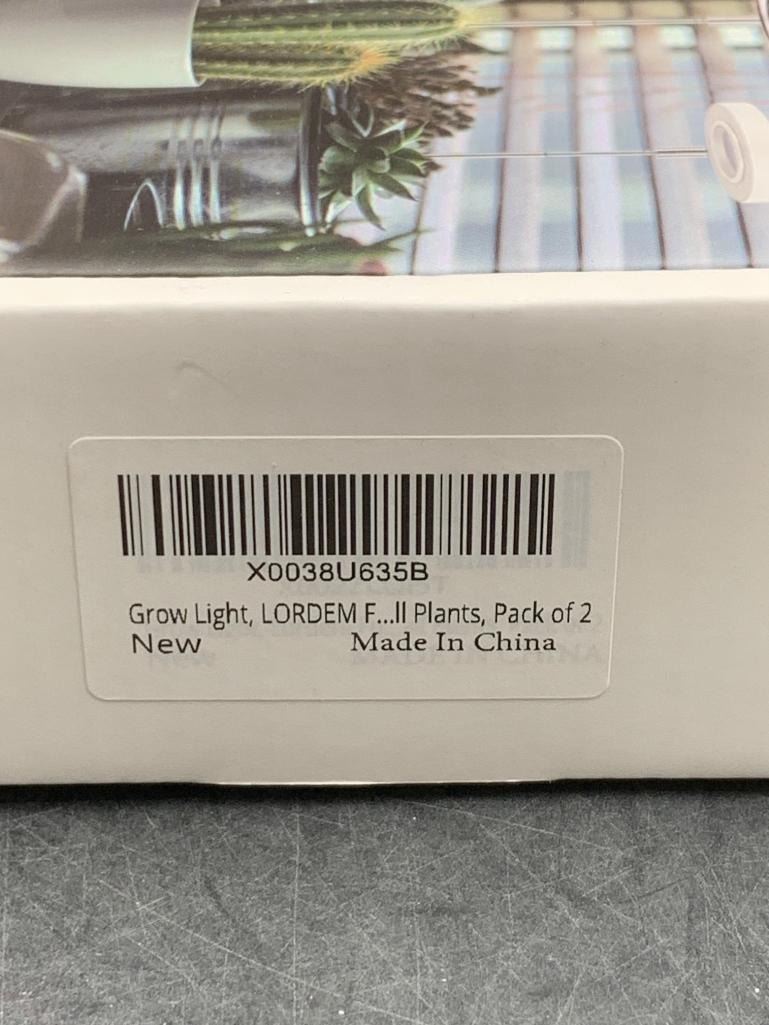 X0038U635B
Grow Light, LORDEM F...ll Plants, Pack of 2
New Made In China